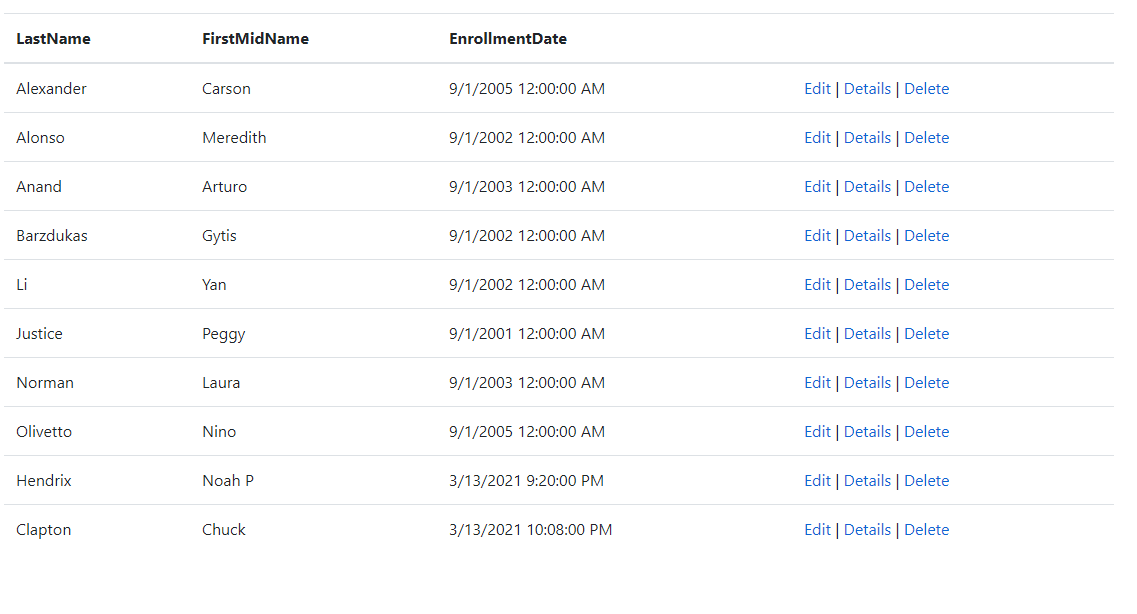 LastName FirstMidName EnrollmentDate
Alexander Carson 9/1/2005 12:00:00 AM Edit | Details | Delete
Alonso Meredith 9/1/2002 12:00:00 AM Edit | Details | Delete
Anand Arturo 9/1/2003 12:00:00 AM Edit | Details | Delete
Barzdukas Gytis 9/1/2002 12:00:00 AM Edit | Details | Delete
Li Yan 9/1/2002 12:00:00 AM Edit | Details | Delete
Justice Peggy 9/1/2001 12:00:00 AM Edit | Details | Delete
Norman Laura 9/1/2003 12:00:00 AM Edit | Details | Delete
Olivetto Nino 9/1/2005 12:00:00 AM Edit | Details | Delete
Hendrix Noah P 3/13/2021 9:20:00 PM Edit | Details | Delete
Clapton Chuck 3/13/2021 10:08:00 PM Edit | Details | Delete